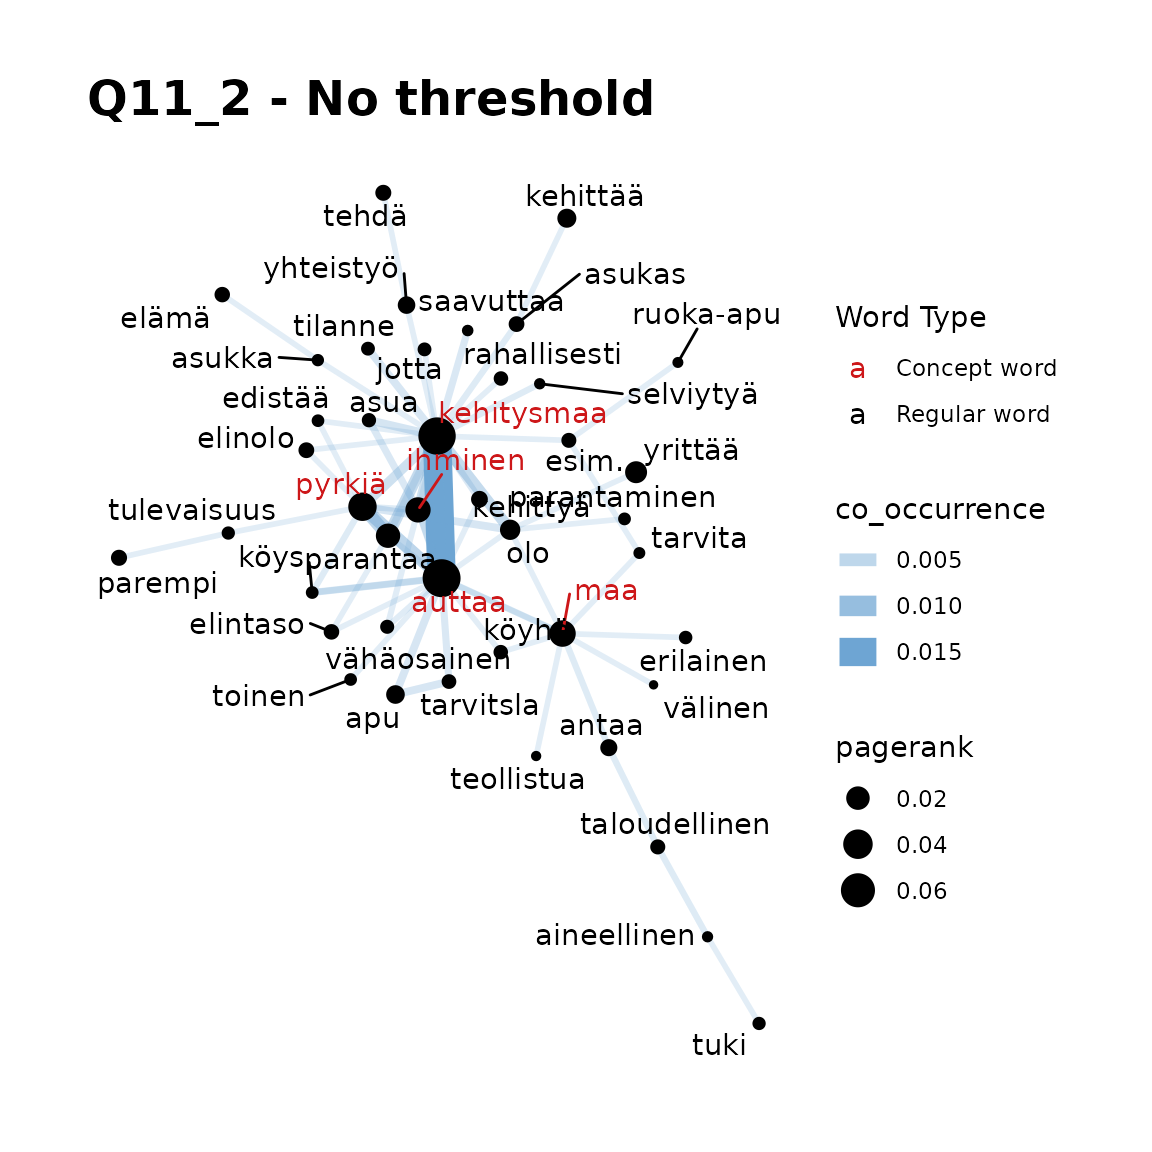 Q11_2 - No threshold
kehittää
tehdä
yhteistyö
asukas
saavuttaa
elämä
ruoka-apu
tilanne
asukka
rahallisesti
jotta
selviytyä
edistää
asua
kehitysmaa
elinolo
yrittää
ihminen
esim.
pyrkiä
parantaminen
kehittyä
tulevaisuus
tarvita
olo
köys
parantaa
parempi
maa
auttaa
elintaso
köyhä
vähäosainen
erilainen
toinen
tarvitsla
välinen
apu
antaa
teollistua
taloudellinen
aineellinen
tuki
Word Type
a Concept word
a Regular word
co_occurrence
0.005
0.010
0.015
pagerank
0.02
0.04
0.06